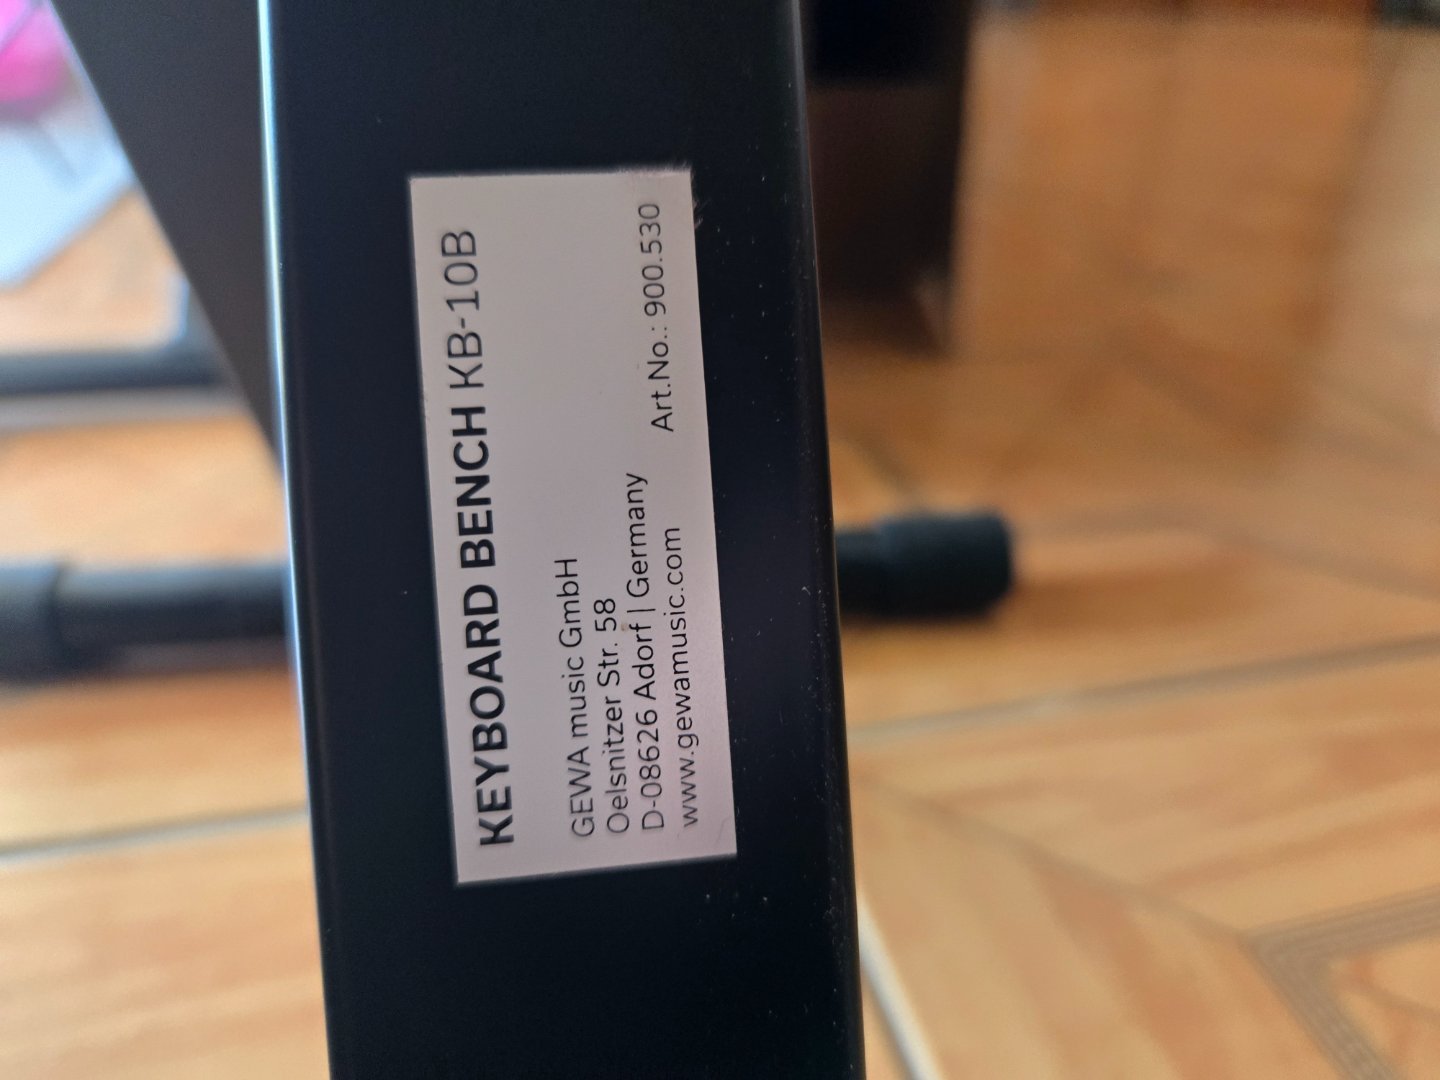 KEYBOARD BENCH KB-10B
GEWA music GmbH
Oelsnitzer Str. 58
D-08626 Adorf | Germany
www.gewamusic.com
Art.No.: 900.530